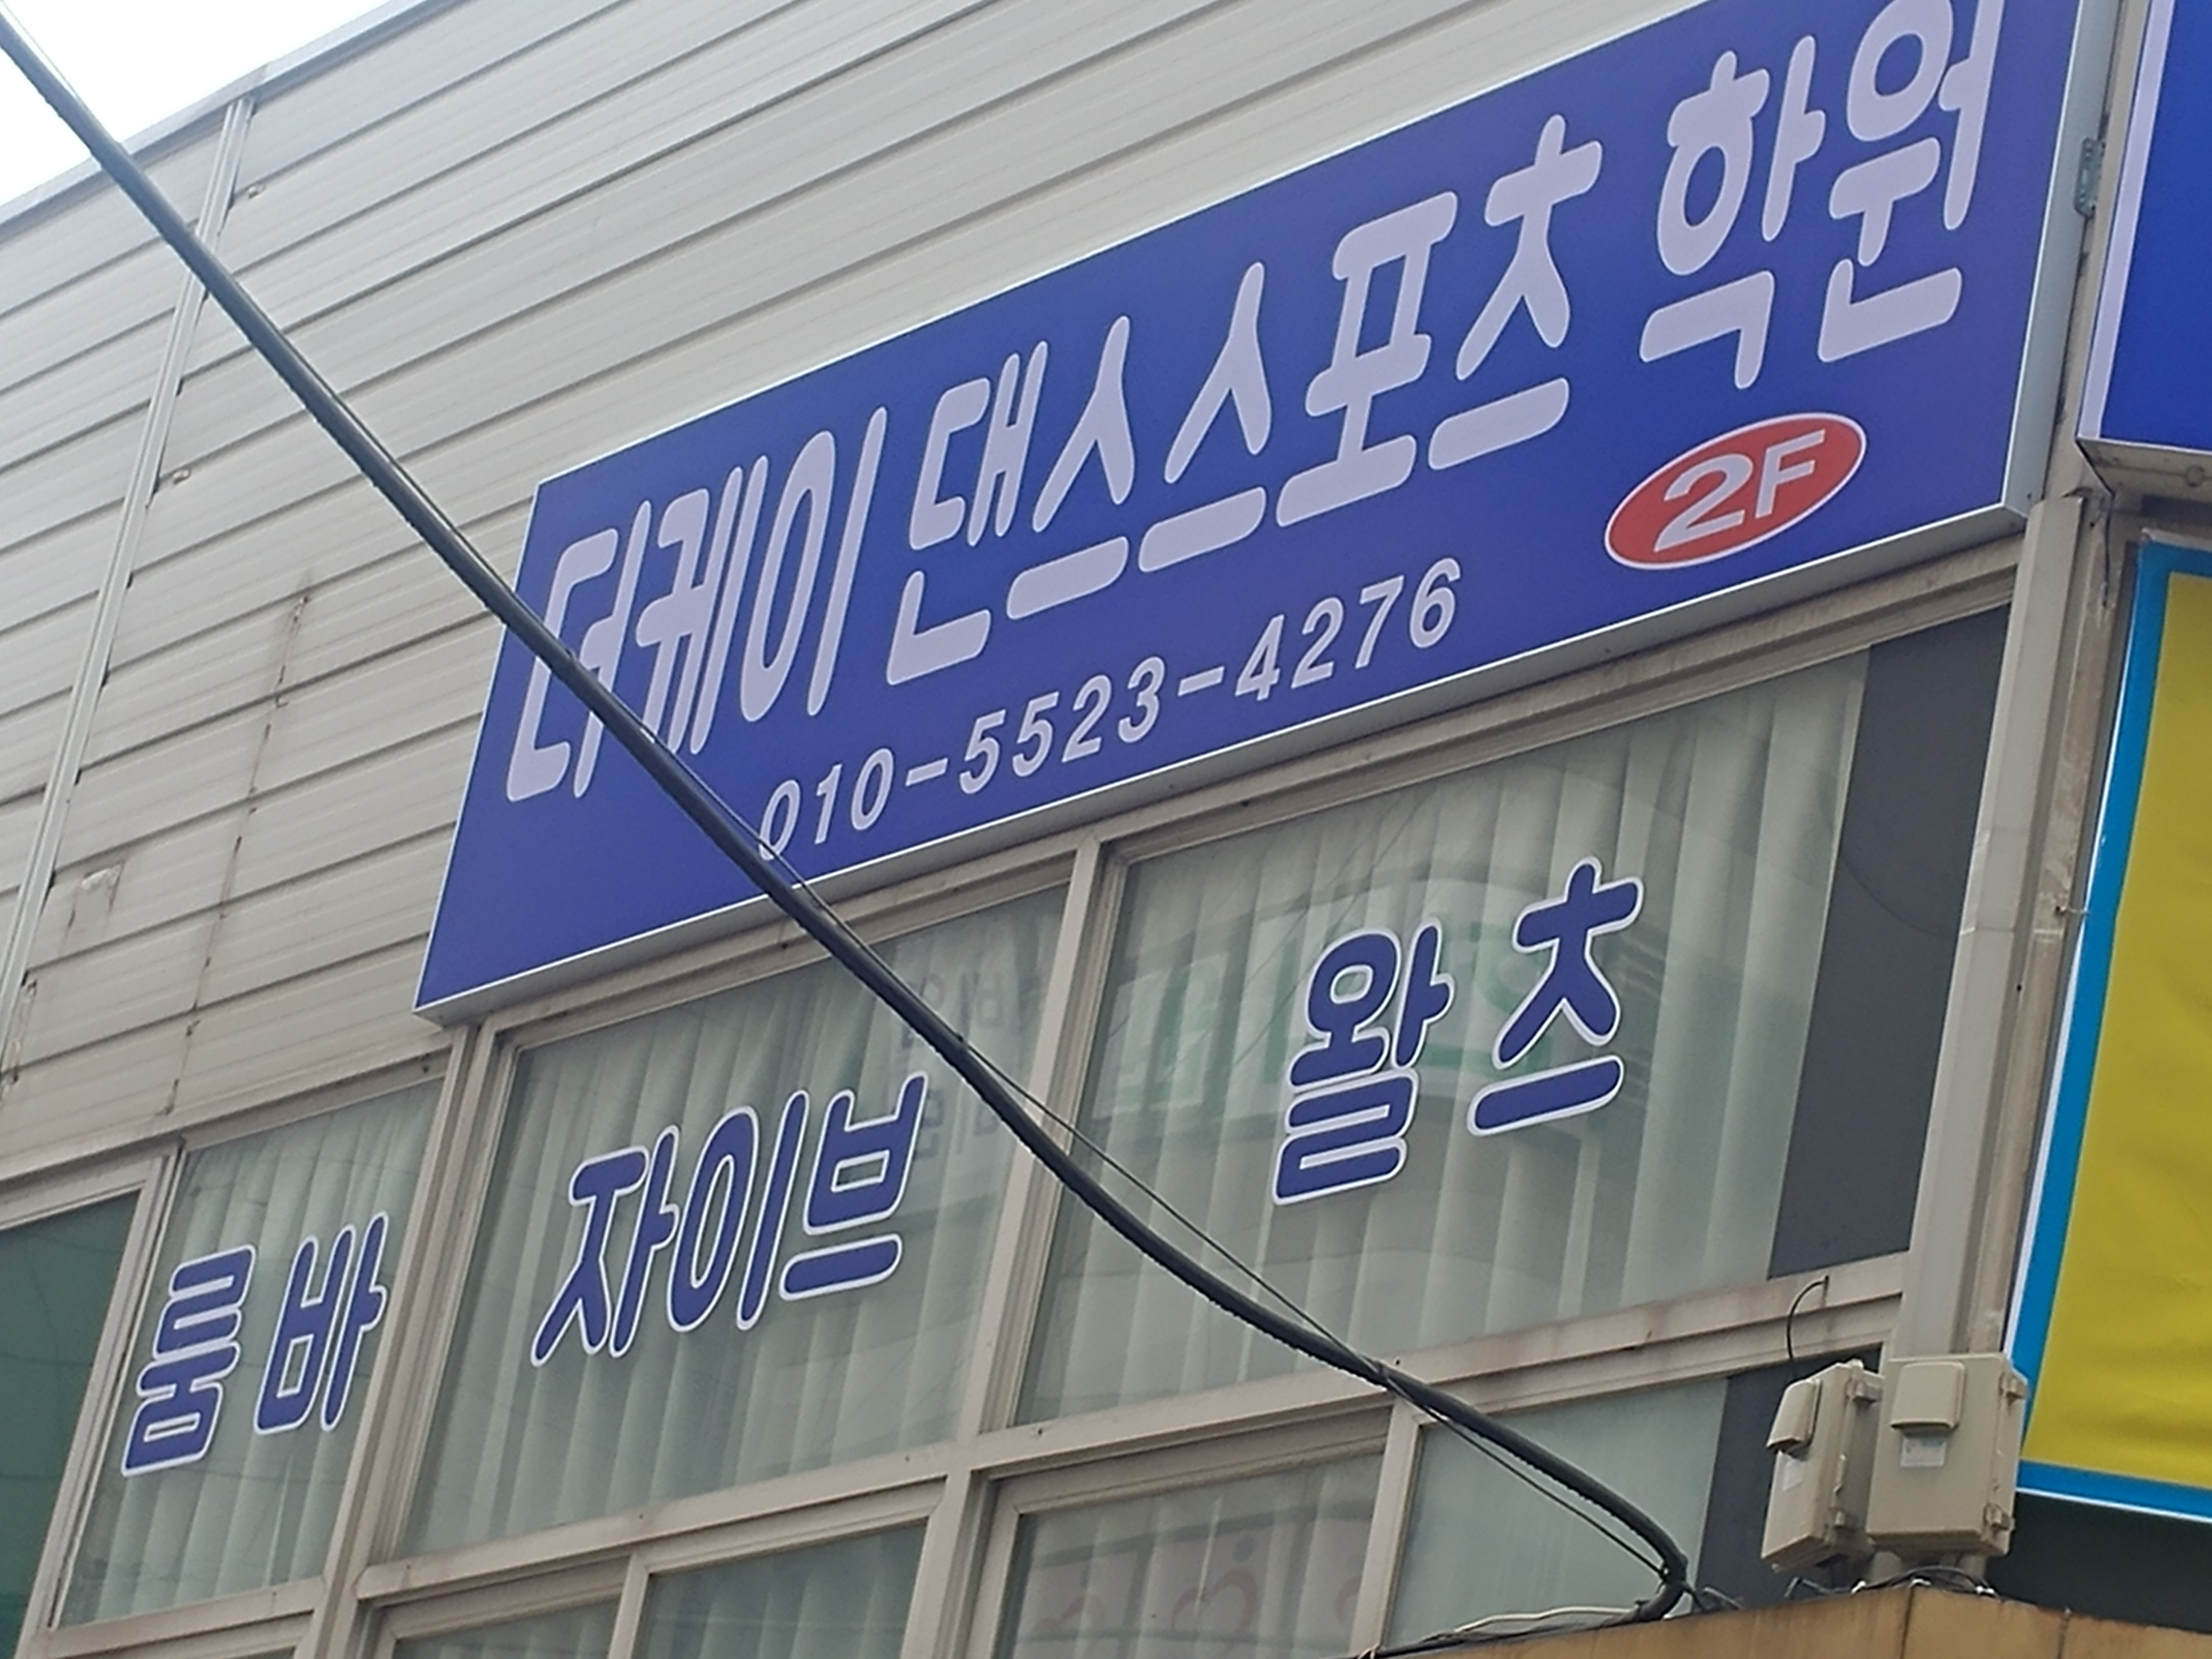 더케이 댄스스포츠 학원
2F
010-5523-4276
룸바
자이브
왈츠